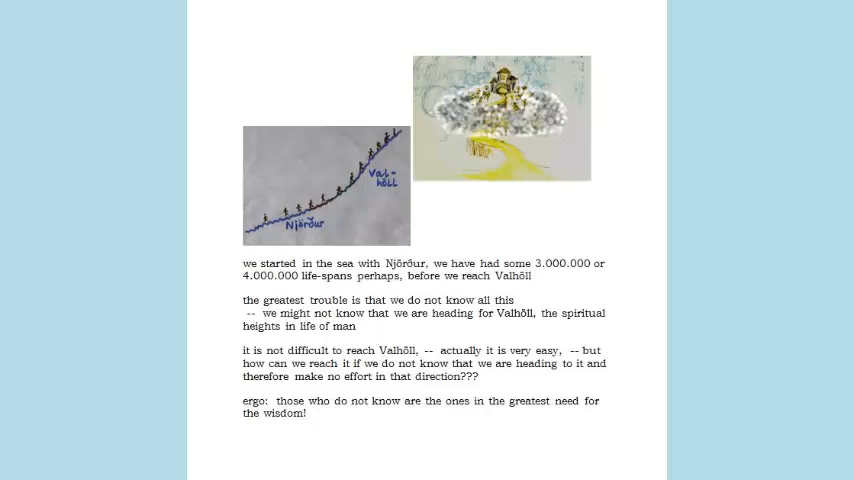 Val-
höll
Njörður
we started in the sea with Njörður, we have had some 3.000.000 or
4.000.000 life-spans perhaps, before we reach Valhöll
the greatest trouble is that we do not know all this
-- we might not know that we are heading for Valhöll, the spiritual
heights in life of man
it is not difficult to reach Valhöll, -- actually it is very easy, -- but
how can we reach it if we do not know that we are heading to it and
therefore make no effort in that direction???
ergo: those who do not know are the ones in the greatest need for
the wisdom!